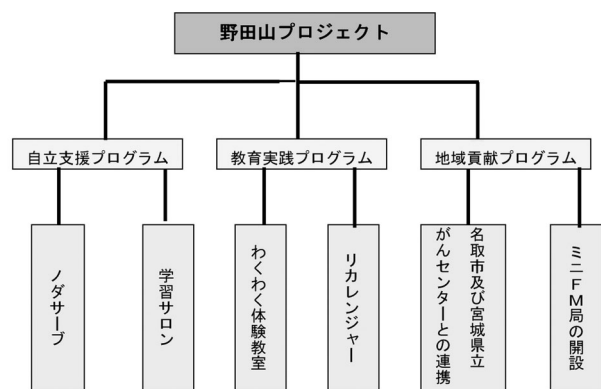 野田山プロジェクト
自立支援プログラム
教育実践プログラム
地域貢献プログラム
ノダサーブ
学習サロン
わくわく体験教室
リカレンジャー
名取市及び宮城県立
がんセンターとの連携
ミニFM局の開設